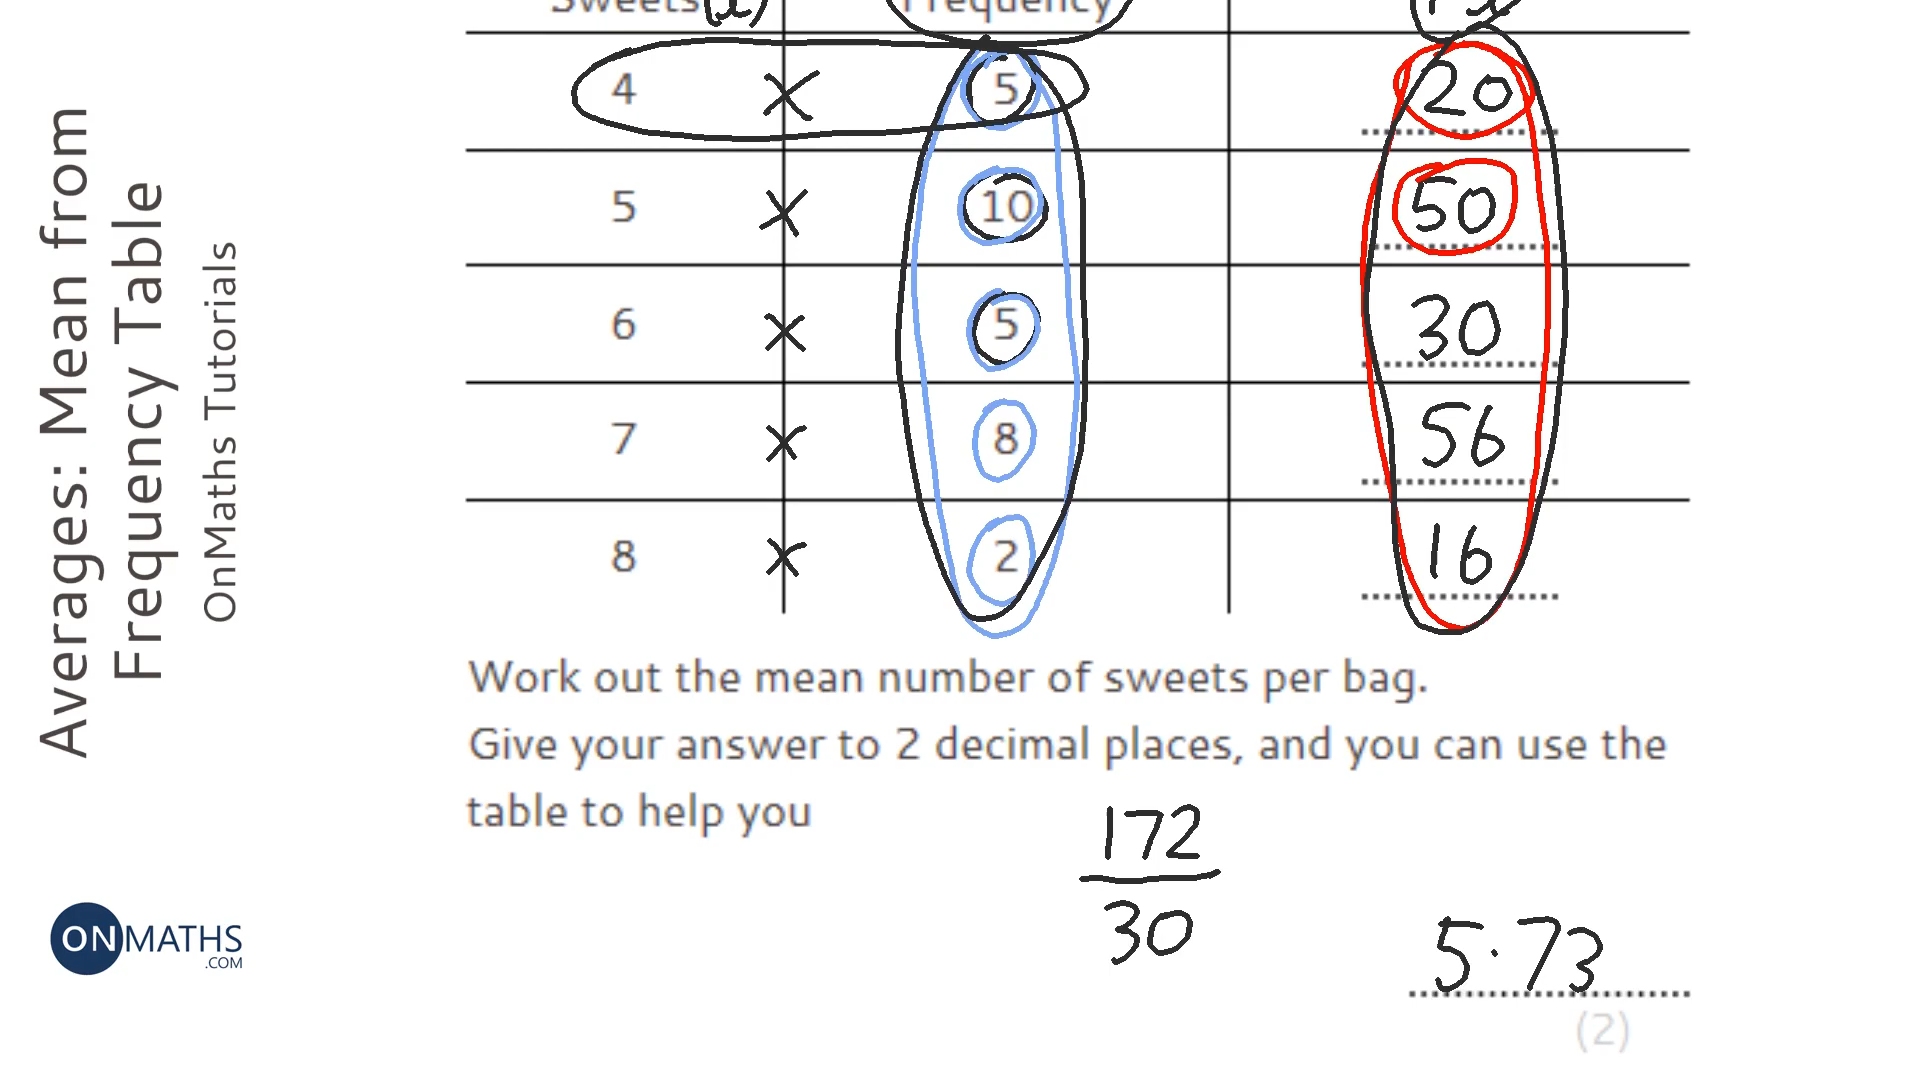 Averages: Mean from
Frequency Table
OnMaths Tutorials
Sweets (x) Frequency
4 × 5 20
5 × 10 50
6 × 5 30
7 × 8 56
8 × 2 16
Work out the mean number of sweets per bag.
Give your answer to 2 decimal places, and you can use the
table to help you
172
30
5.73
(2)
ONMATHS
.COM